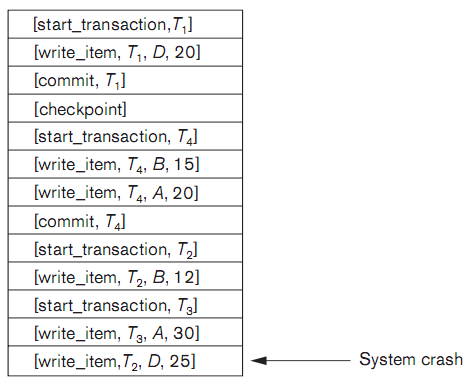 [start_transaction,T₁]
[write_item, T₁, D, 20]
[commit, T₁]
[checkpoint]
[start_transaction, T₄]
[write_item, T₄, B, 15]
[write_item, T₄, A, 20]
[commit, T₄]
[start_transaction, T₂]
[write_item, T₂, B, 12]
[start_transaction, T₃]
[write_item, T₃, A, 30]
[write_item,T₂, D, 25] System crash